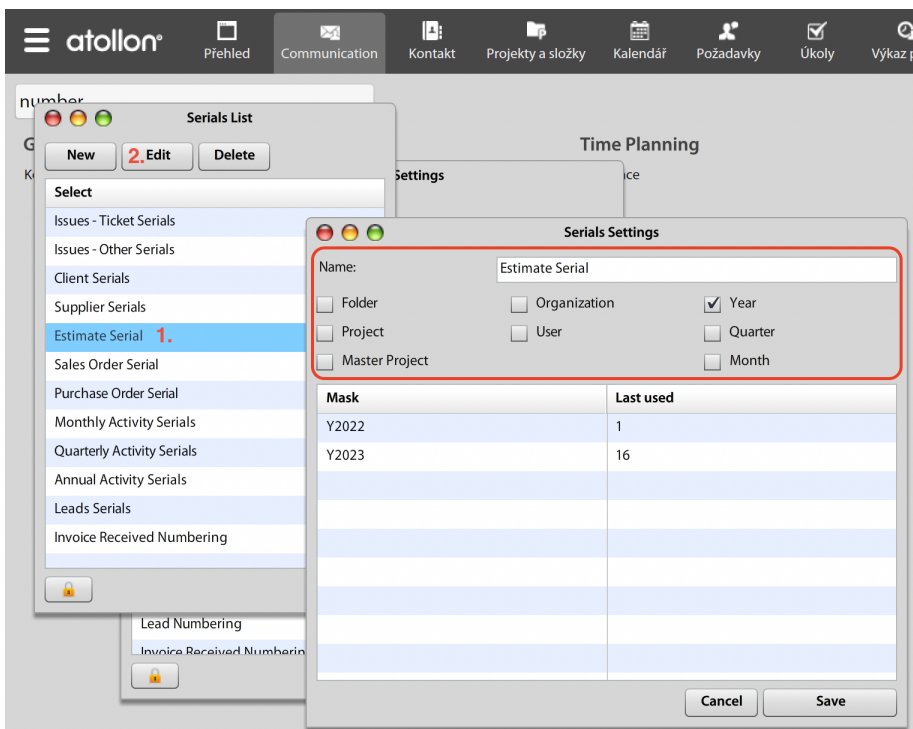 atollon
Přehled
Communication
Kontakt
Projekty a složky
Kalendář
Požadavky
Úkoly
Výkaz
number
Serials List
New
2. Edit
Delete
Time Planning
Settings
Select
Issues - Ticket Serials
Issues - Other Serials
Client Serials
Supplier Serials
Estimate Serial 1.
Sales Order Serial
Purchase Order Serial
Monthly Activity Serials
Quarterly Activity Serials
Annual Activity Serials
Leads Serials
Invoice Received Numbering
Lead Numbering
Invoice Received Numberin
Serials Settings
Name: Estimate Serial
Folder Organization Year
Project User Quarter
Master Project Month
Mask Last used
Y2022 1
Y2023 16
Cancel Save